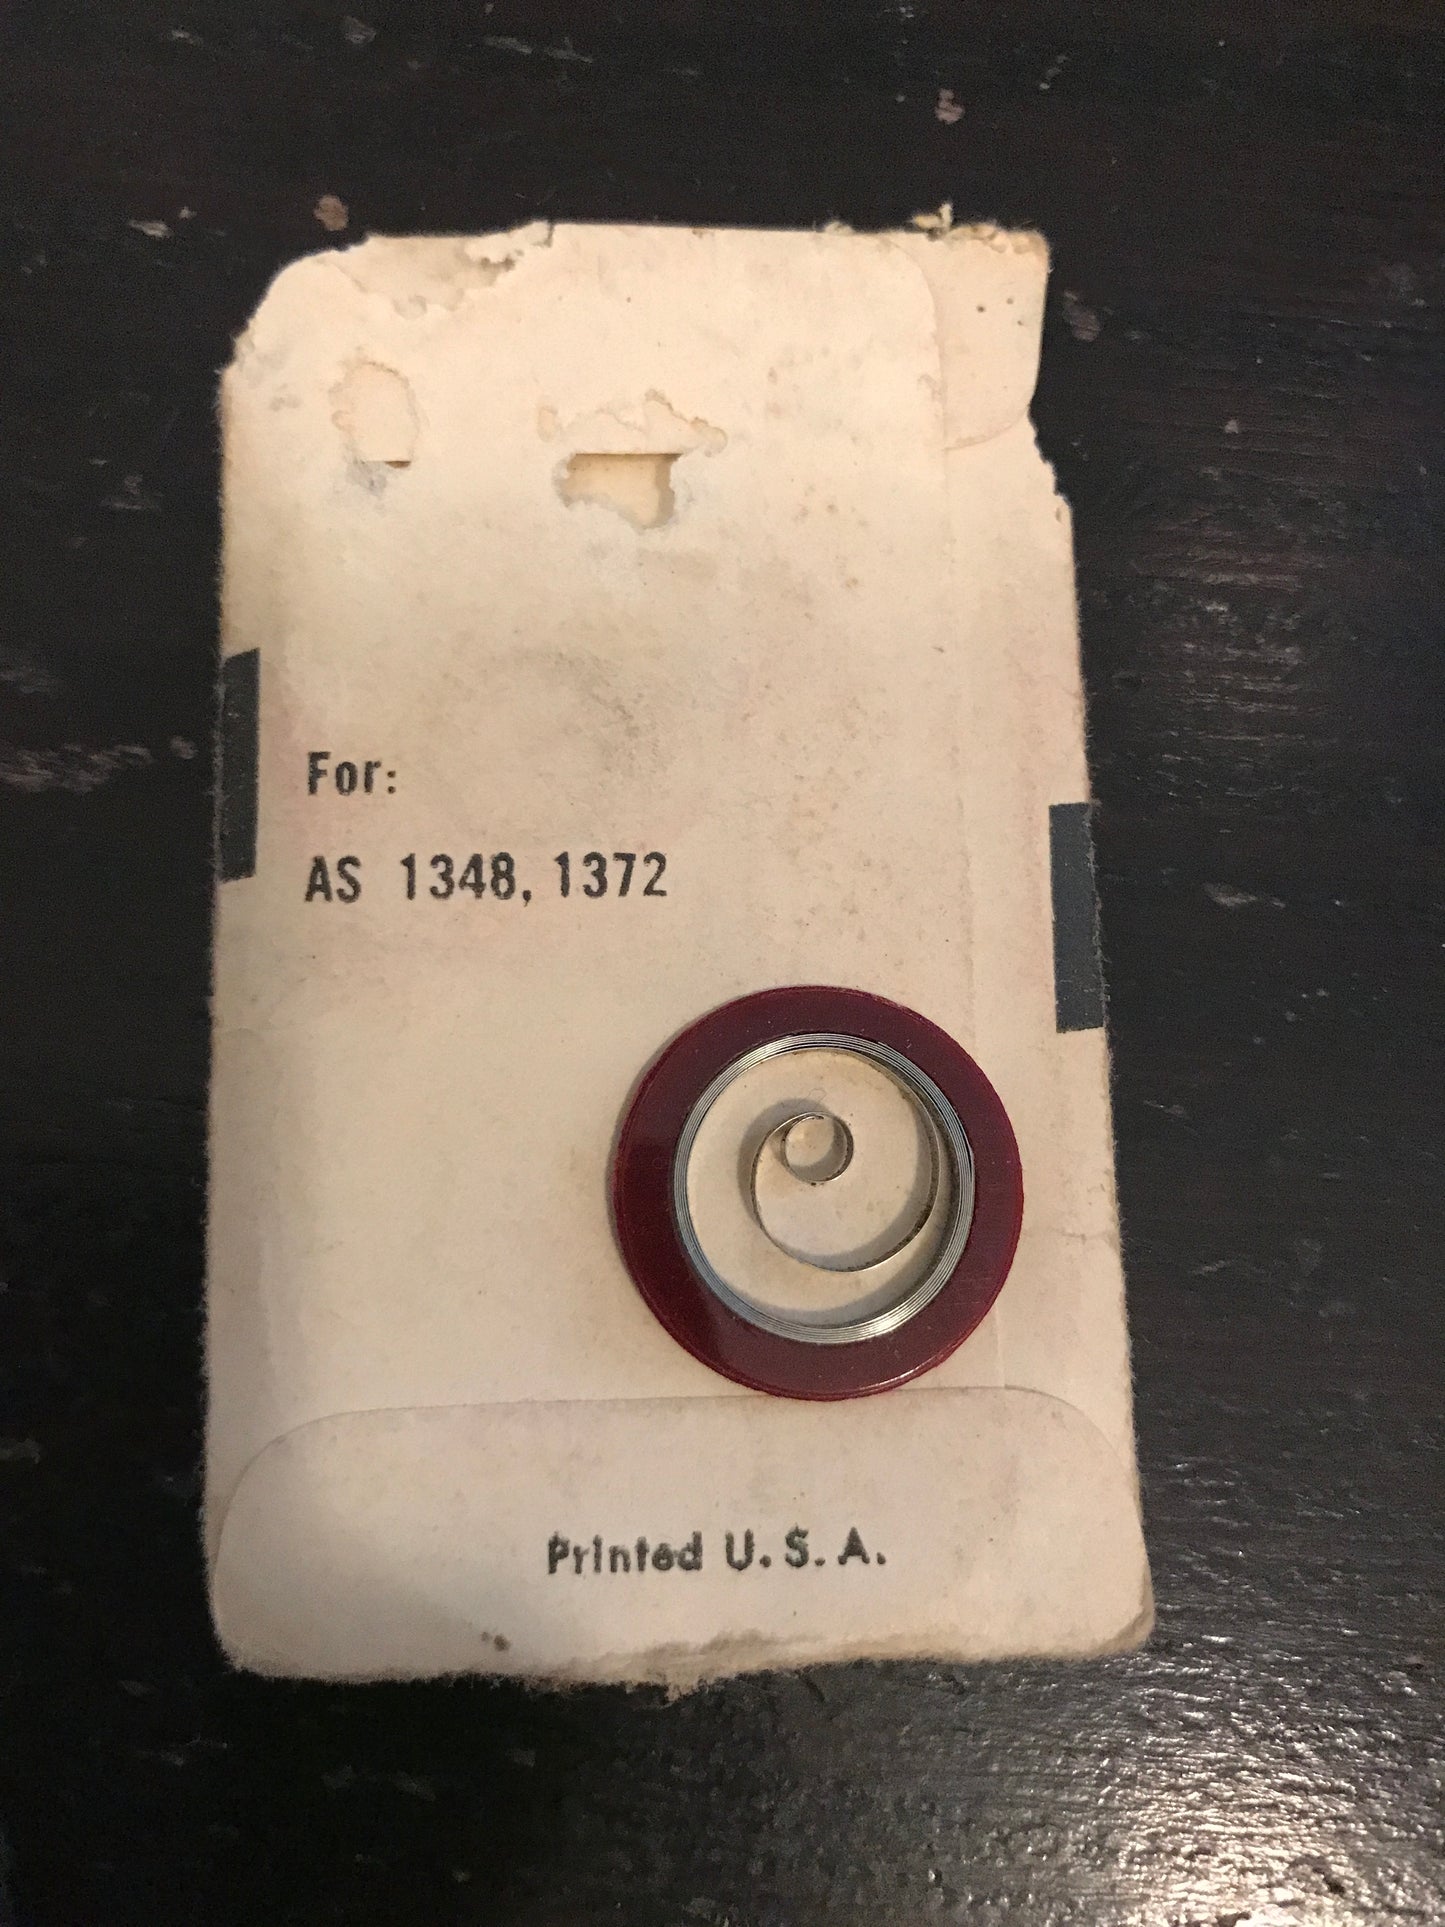 For:
AS 1348, 1372
Printed U.S.A.